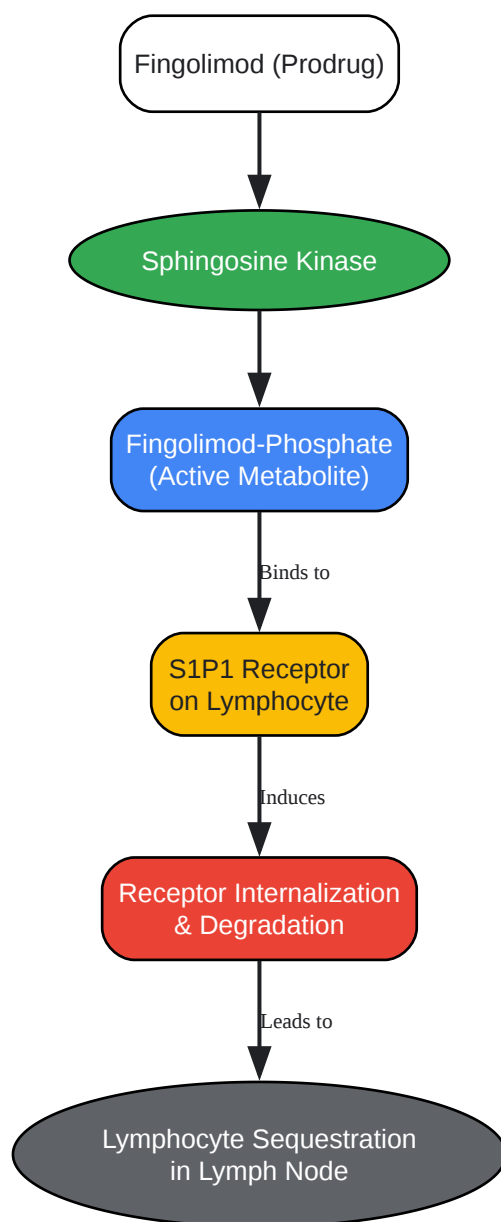 Fingolimod (Prodrug)
Sphingosine Kinase
Fingolimod-Phosphate
(Active Metabolite)
Binds to
S1P1 Receptor
on Lymphocyte
Induces
Receptor Internalization
& Degradation
Leads to
Lymphocyte Sequestration
in Lymph Node